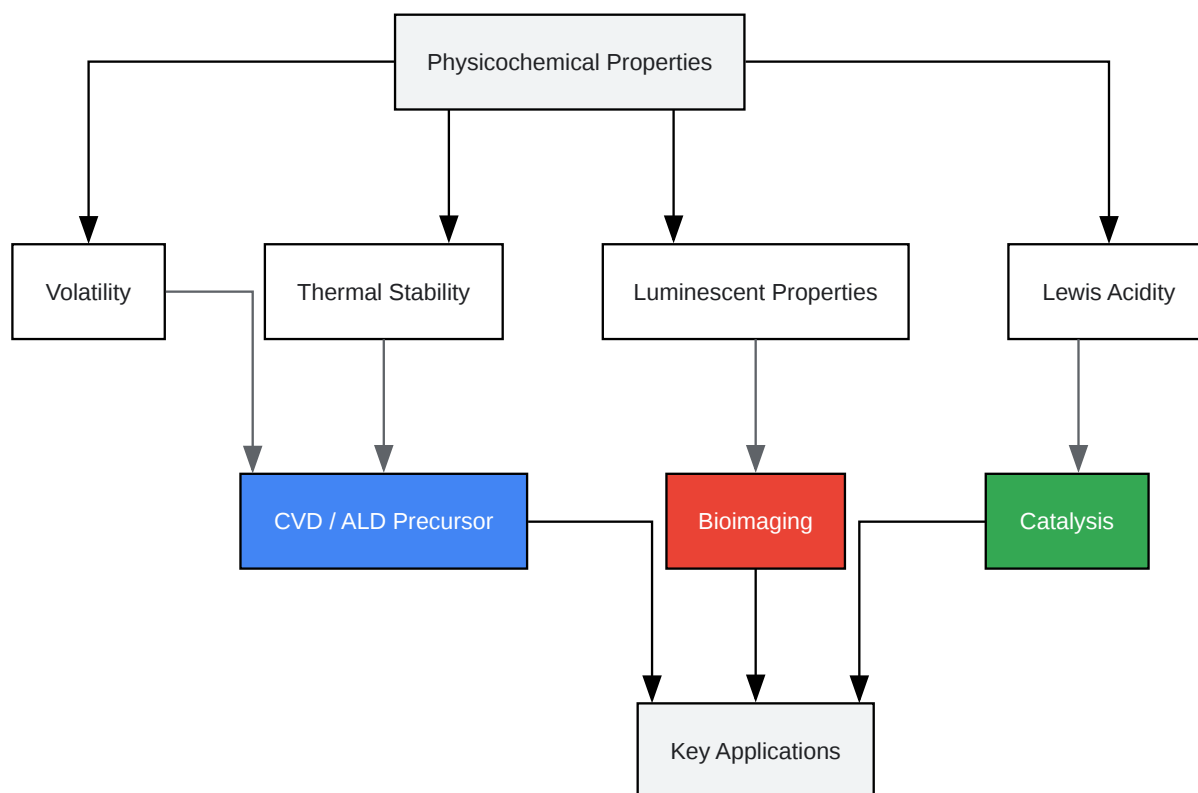 Physicochemical Properties
Volatility
Thermal Stability
Luminescent Properties
Lewis Acidity
CVD / ALD Precursor
Bioimaging
Catalysis
Key Applications